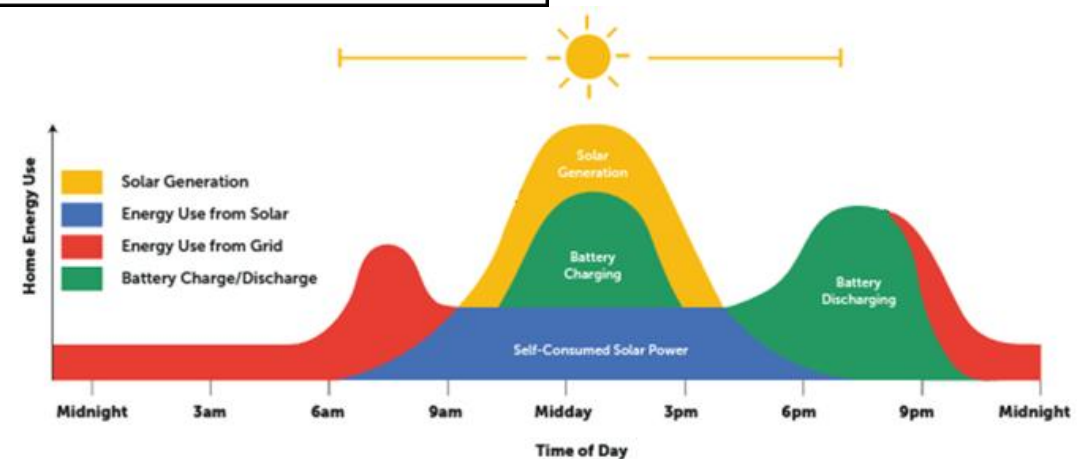 Home Energy Use
Solar Generation
Energy Use from Solar
Energy Use from Grid
Battery Charge/Discharge
Solar
Generation
Battery
Charging
Battery
Discharging
Self-Consumed Solar Power
Midnight 3am 6am 9am Midday 3pm 6pm 9pm Midnight
Time of Day